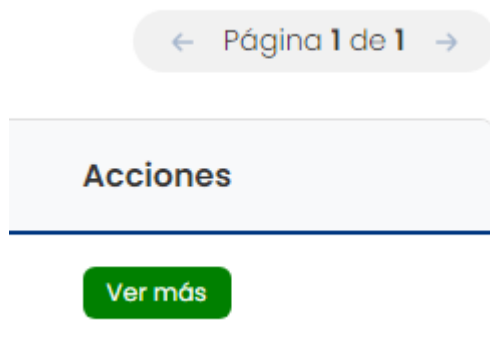 ← Página 1 de 1 →
Acciones
Ver más